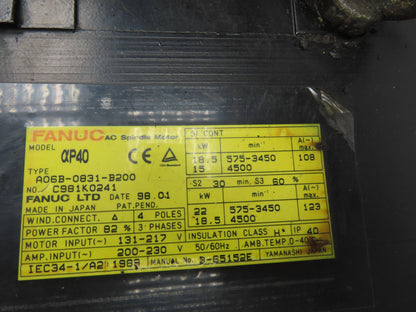 FANUC AC Spindle Motor
MODEL αP40
TYPE A06B-0831-B200
NO. C981K0241
FANUC LTD DATE 98.01
MADE IN JAPAN PAT.PEND.
WIND.CONNECT. Δ 4 POLES
POWER FACTOR 82 % 3 PHASES
MOTOR INPUT(~) 131-217 V
AMP.INPUT(~) 200-230 50/60Hz
IEC34-1/A2 1989 MANUAL No. B-65152E
S1 CONT
kW min⁻¹ A(~)
18.5 575-3450 108
15 4500
S2 30 min, S3 60 %
kW min⁻¹ A(~)
22 575-3450 123
18.5 4500
INSULATION CLASS H* IP 40
AMB.TEMP.0-40
YAMANASHI JAPAN